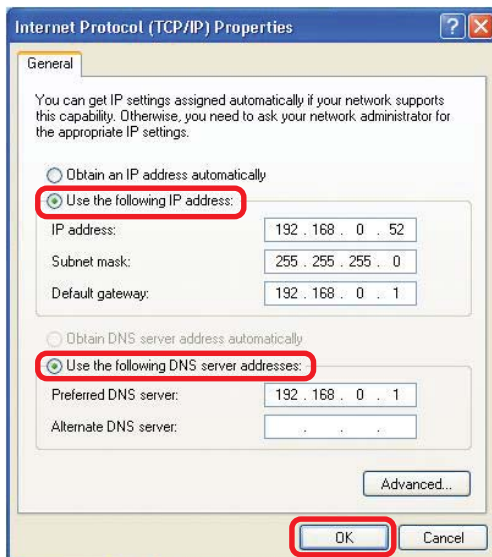 Internet Protocol (TCP/IP) Properties
General
You can get IP settings assigned automatically if your network supports
this capability. Otherwise, you need to ask your network administrator for
the appropriate IP settings.
Obtain an IP address automatically
Use the following IP address:
IP address: 192 . 168 . 0 . 52
Subnet mask: 255 . 255 . 255 . 0
Default gateway: 192 . 168 . 0 . 1
Obtain DNS server address automatically
Use the following DNS server addresses:
Preferred DNS server: 192 . 168 . 0 . 1
Alternate DNS server: . . .
Advanced...
OK Cancel